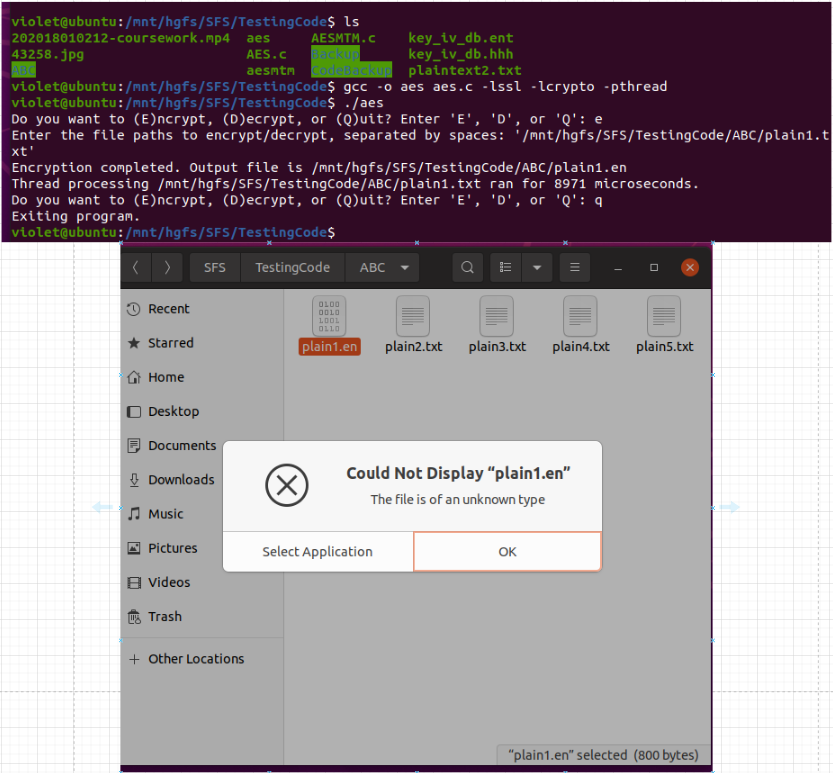 violet@ubuntu:/mnt/hgfs/SFS/TestingCode$ ls
202018010212-coursework.mp4 aes AESMTM.c key_iv_db.ent
43258.jpg AES.c Backup key_iv_db.hhh
ABC aesmtm CodeBackup plaintext2.txt
violet@ubuntu:/mnt/hgfs/SFS/TestingCode$ gcc -o aes aes.c -lssl -lcrypto -pthread
violet@ubuntu:/mnt/hgfs/SFS/TestingCode$ ./aes
Do you want to (E)ncrypt, (D)ecrypt, or (Q)uit? Enter 'E', 'D', or 'Q': e
Enter the file paths to encrypt/decrypt, separated by spaces: '/mnt/hgfs/SFS/TestingCode/ABC/plain1.t
xt'
Encryption completed. Output file is /mnt/hgfs/SFS/TestingCode/ABC/plain1.en
Thread processing /mnt/hgfs/SFS/TestingCode/ABC/plain1.txt ran for 8971 microseconds.
Do you want to (E)ncrypt, (D)ecrypt, or (Q)uit? Enter 'E', 'D', or 'Q': q
Exiting program.
violet@ubuntu:/mnt/hgfs/SFS/TestingCode$
SFS TestingCode ABC
Recent
Starred
Home
Desktop
Documents
Downloads
Music
Pictures
Videos
Trash
Other Locations
0100
0010
1001
0110
plain1.en plain2.txt plain3.txt plain4.txt plain5.txt
Could Not Display “plain1.en”
The file is of an unknown type
Select Application OK
“plain1.en” selected (800 bytes)